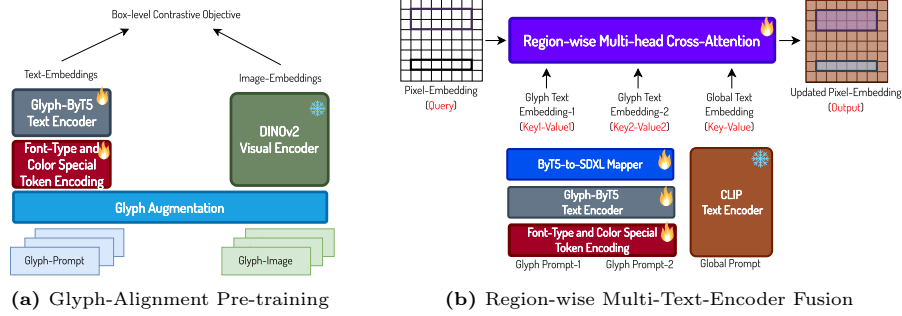 Box-level Contrastive Objective
Text-Embeddings
Image-Embeddings
Glyph-ByT5
Text Encoder
Font-Type and
Color Special
Token Encoding
DINOv2
Visual Encoder
Glyph Augmentation
Glyph-Prompt
Glyph-Image
(a) Glyph-Alignment Pre-training
Region-wise Multi-head Cross-Attention
Pixel-Embedding
(Query)
Glyph Text
Embedding-1
(Key1-Value1)
Glyph Text
Embedding-2
(Key2-Value2)
Global Text
Embedding
(Key-Value)
Updated Pixel-Embedding
(Output)
ByT5-to-SDXL Mapper
Glyph-ByT5
Text Encoder
Font-Type and Color Special
Token Encoding
CLIP
Text Encoder
Glyph Prompt-1
Glyph Prompt-2
Global Prompt
(b) Region-wise Multi-Text-Encoder Fusion